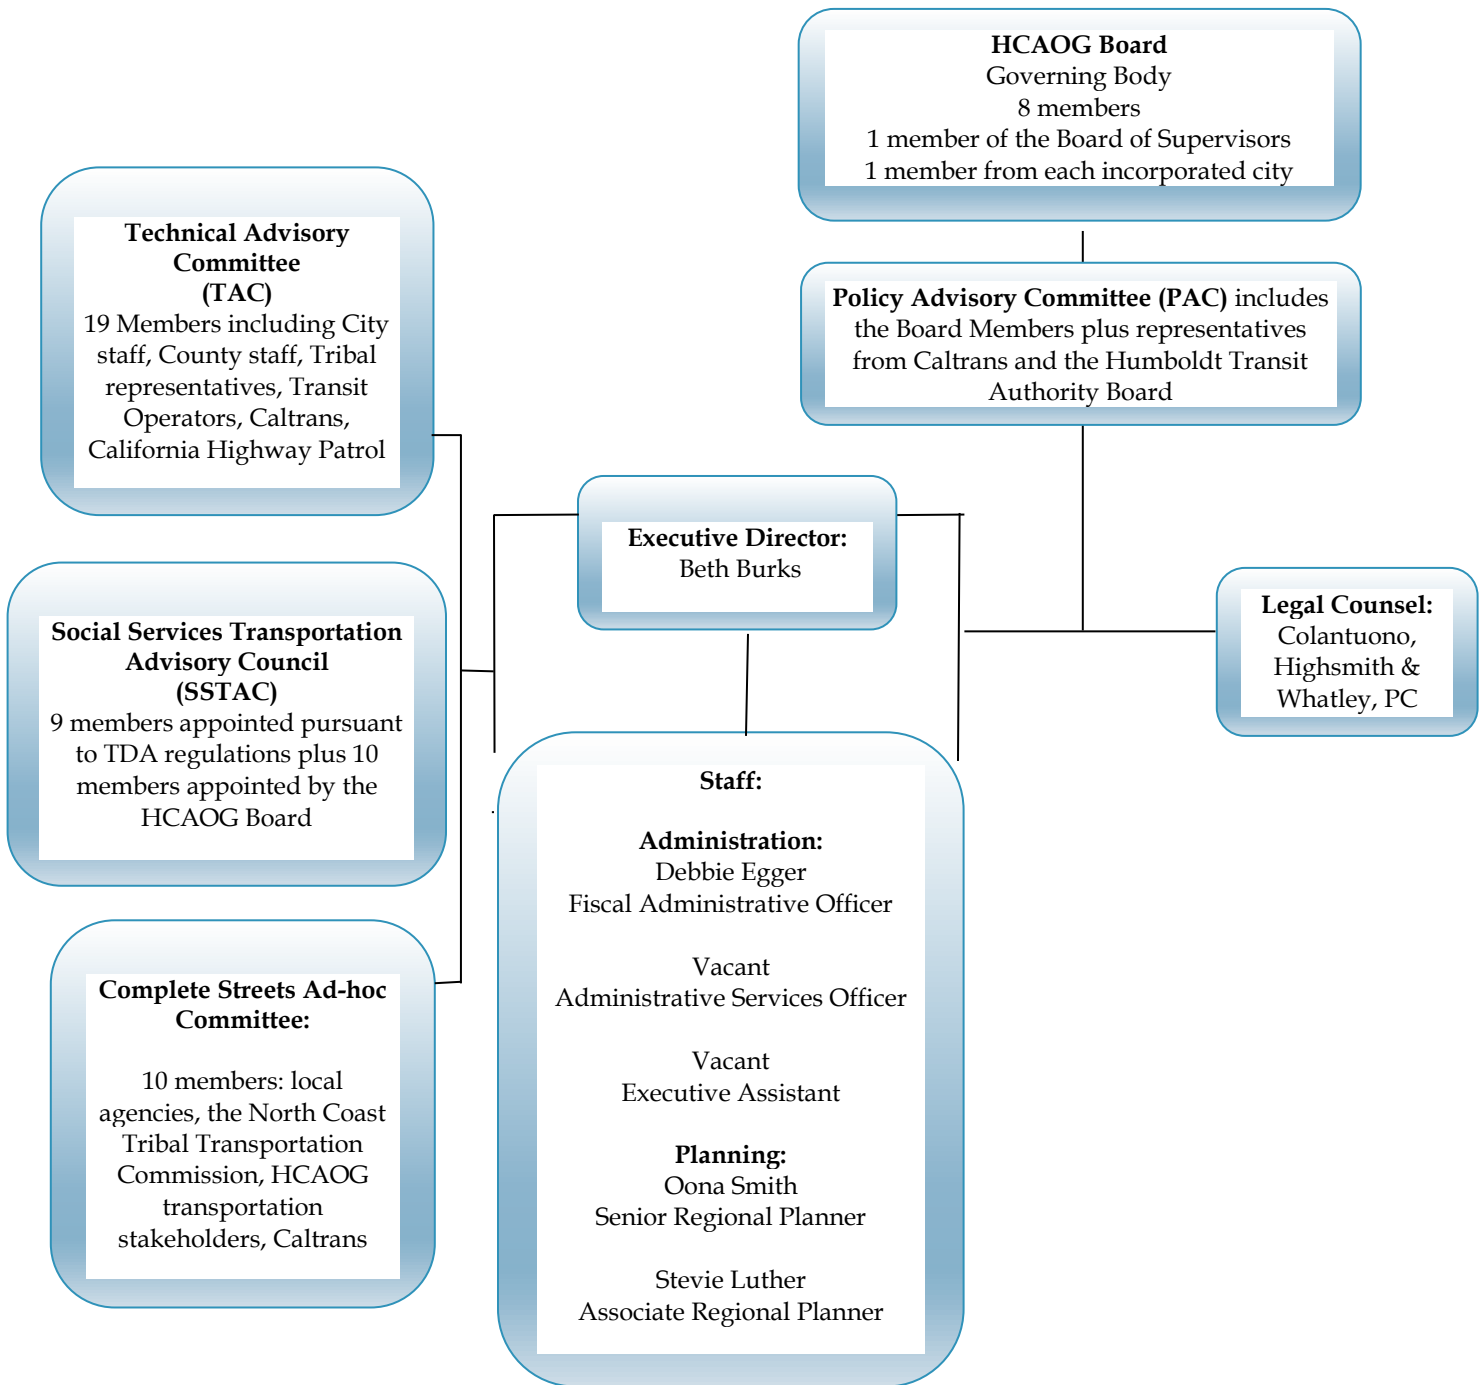 HCAOG Board
Governing Body
8 members
1 member of the Board of Supervisors
1 member from each incorporated city
Technical Advisory
Committee
(TAC)
19 Members including City
staff, County staff, Tribal
representatives, Transit
Operators, Caltrans,
California Highway Patrol
Policy Advisory Committee (PAC) includes
the Board Members plus representatives
from Caltrans and the Humboldt Transit
Authority Board
Executive Director:
Beth Burks
Legal Counsel:
Colantuono,
Highsmith &
Whatley, PC
Social Services Transportation
Advisory Council
(SSTAC)
9 members appointed pursuant
to TDA regulations plus 10
members appointed by the
HCAOG Board
Staff:
Administration:
Debbie Egger
Fiscal Administrative Officer
Vacant
Administrative Services Officer
Vacant
Executive Assistant
Planning:
Oona Smith
Senior Regional Planner
Stevie Luther
Associate Regional Planner
Complete Streets Ad-hoc
Committee:
10 members: local
agencies, the North Coast
Tribal Transportation
Commission, HCAOG
transportation
stakeholders, Caltrans